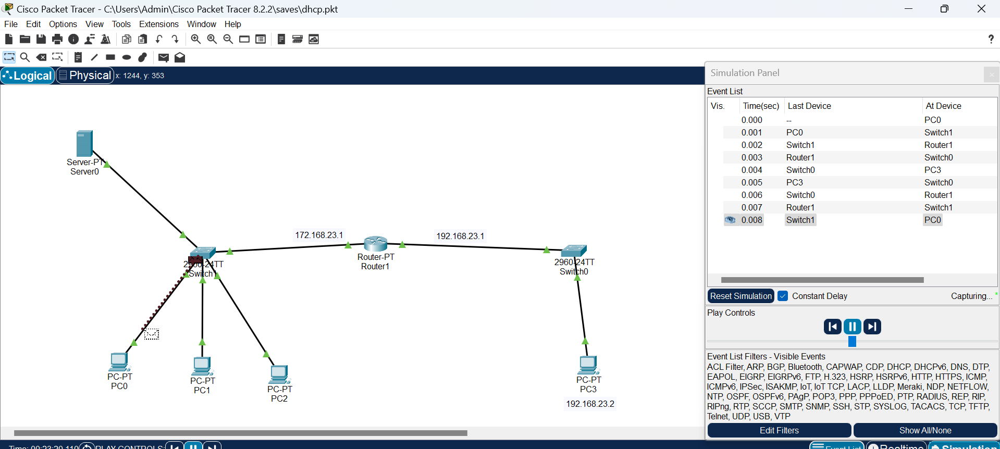 Cisco Packet Tracer - C:\Users\Admin\Cisco Packet Tracer 8.2.2\saves\dhcp.pkt
File Edit Options View Tools Extensions Window Help
?
Logical Physical x: 1244, y: 353
Simulation Panel
Event List
Vis. Time(sec) Last Device At Device
0.000 -- PC0
0.001 PC0 Switch1
0.002 Switch1 Router1
0.003 Router1 Switch0
0.004 Switch0 PC3
0.005 PC3 Switch0
0.006 Switch0 Router1
0.007 Router1 Switch1
0.008 Switch1 PC0
Reset Simulation Constant Delay Capturing... *
Play Controls
Event List Filters - Visible Events
ACL Filter, ARP, BGP, Bluetooth, CAPWAP, CDP, DHCP, DHCPv6, DNS, DTP,
EAPOL, EIGRP, EIGRPv6, FTP, H.323, HSRP, HSRPv6, HTTP, HTTPS, ICMP,
ICMPv6, IPSec, ISAKMP, IoT, IoT TCP, LACP, LLDP, Meraki, NDP, NETFLOW,
NTP, OSPF, OSPFv6, PAgP, POP3, PPP, PPPoED, PTP, RADIUS, REP, RIP,
RIPng, RTP, SCCP, SMTP, SNMP, SSH, STP, SYSLOG, TACACS, TCP, TFTP,
Telnet, UDP, USB, VTP
Edit Filters Show All/None
Server-PT
Server0
172.168.23.1
192.168.23.1
2960-24TT
Switch1
Router-PT
Router1
2960-24TT
Switch0
PC-PT
PC0
PC-PT
PC1
PC-PT
PC2
PC-PT
PC3
192.168.23.2
Time: 00:23:20.110 PLAY CONTROLS:
Event List Realtime Simulation